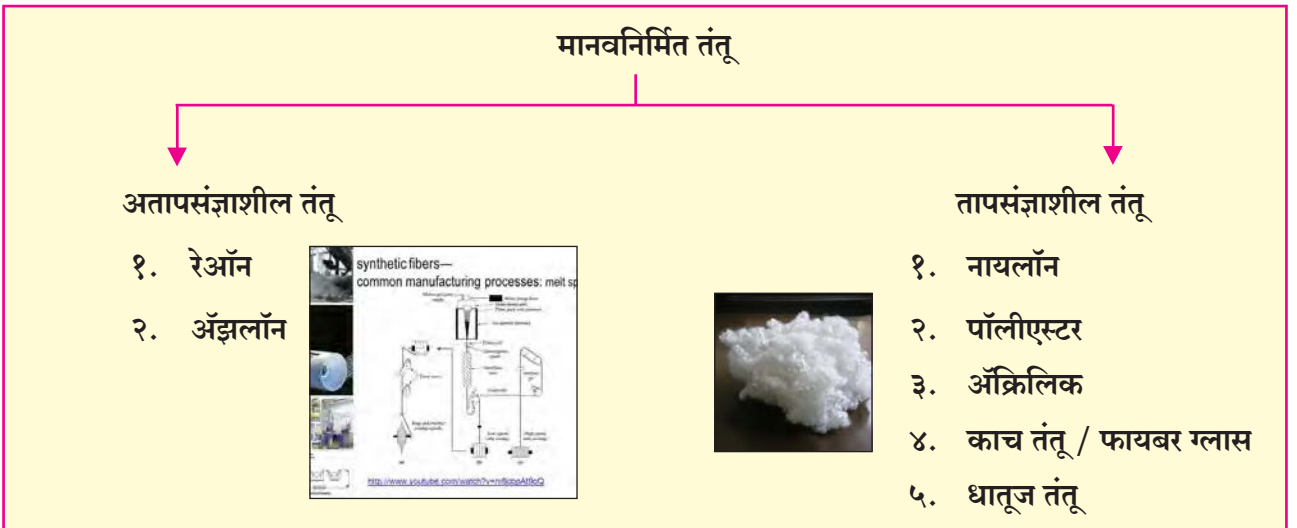 मानवनिर्मित तंतू
अतापसंज्ञाशील तंतू
१. रेऑन
२. ॲझलॉन
synthetic fibers—
common manufacturing processes: melt sp
तापसंज्ञाशील तंतू
१. नायलॉन
२. पॉलीएस्टर
३. ॲक्रिलिक
४. काच तंतू / फायबर ग्लास
५. धातूज तंतू